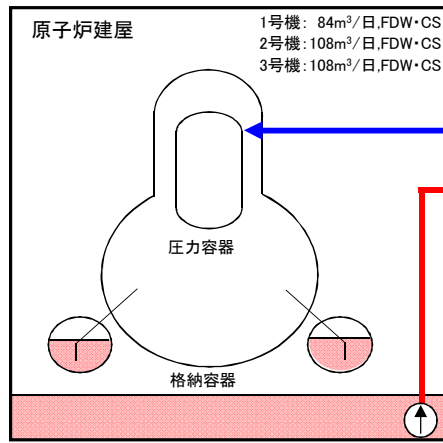 原子炉建屋
1号機: 84m³/日,FDW・CS
2号機:108m³/日,FDW・CS
3号機:108m³/日,FDW・CS
圧力容器
格納容器